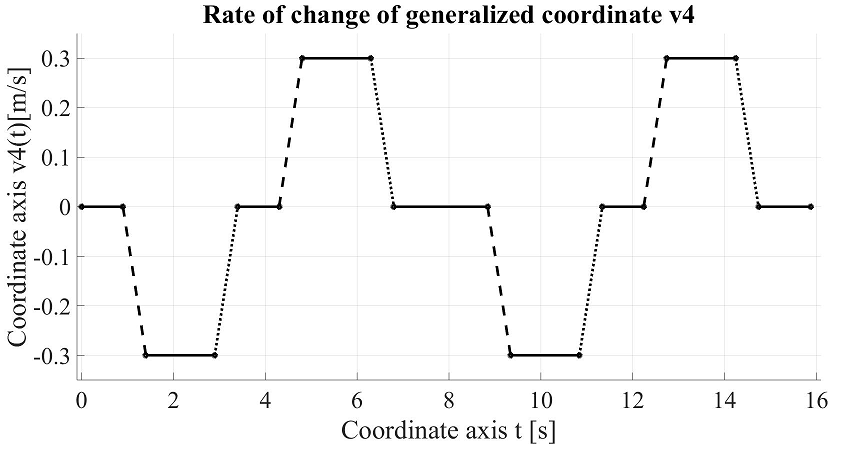 Rate of change of generalized coordinate v4
Coordinate axis v4(t)[m/s]
0.3
0.2
0.1
0
-0.1
-0.2
-0.3
0 2 4 6 8 10 12 14 16
Coordinate axis t [s]